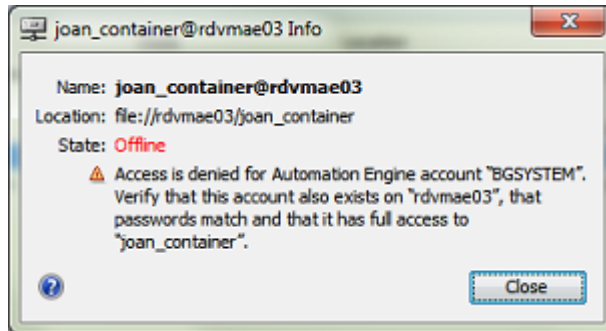 joan_container@rdvmae03 Info
Name: joan_container@rdvmae03
Location: file://rdvmae03/joan_container
State: Offline
Access is denied for Automation Engine account "BGSYSTEM".
Verify that this account also exists on "rdvmae03", that
passwords match and that it has full access to
"joan_container".
Close